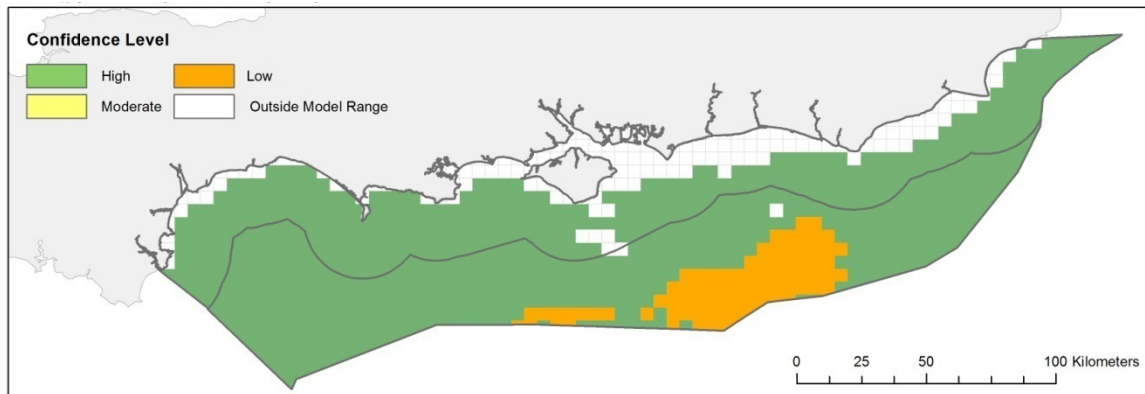 Confidence Level
High
Low
Moderate
Outside Model Range
0 25 50 100 Kilometers